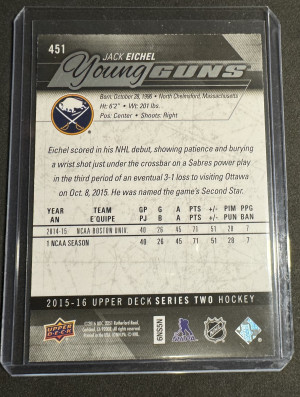 451
JACK EICHEL
Young GUNS
Born: October 28, 1996 • North Chelmsford, Massachusetts
Ht: 6'2" • Wt: 201 lbs.
Pos: Center • Shoots: Right
Eichel scored in his NHL debut, showing patience and burying
a wrist shot just under the crossbar on a Sabres power play
in the third period of an eventual 3-1 loss to visiting Ottawa
on Oct. 8, 2015. He was named the game's Second Star.
YEAR TEAM GP G A PTS +/- PIM PPG
AN E'QUIPE PJ B A PTS +/- PUN BAN
2014-15 NCAA BOSTON UNIV. 40 26 45 71 51 28 7
1 NCAA SEASON 40 26 45 71 51 28 7
2015-16 UPPER DECK SERIES TWO HOCKEY
UPPER DECK
6NS5N
NHL